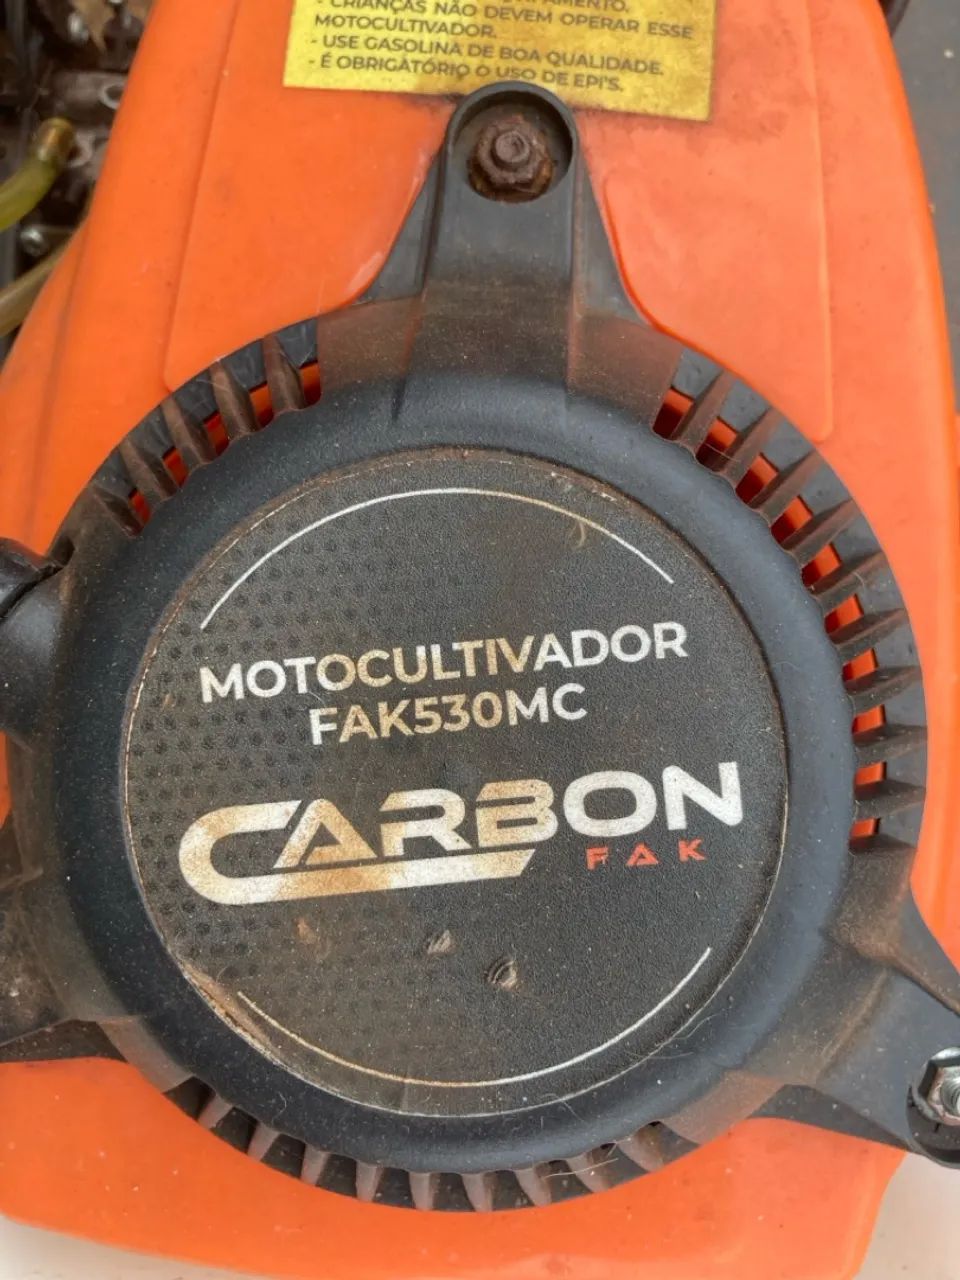 - CRIANÇAS NÃO DEVEM OPERAR ESSE
MOTOCULTIVADOR.
- USE GASOLINA DE BOA QUALIDADE.
- É OBRIGATÓRIO O USO DE EPI'S.
MOTOCULTIVADOR
FAK530MC
CARBON
FAK